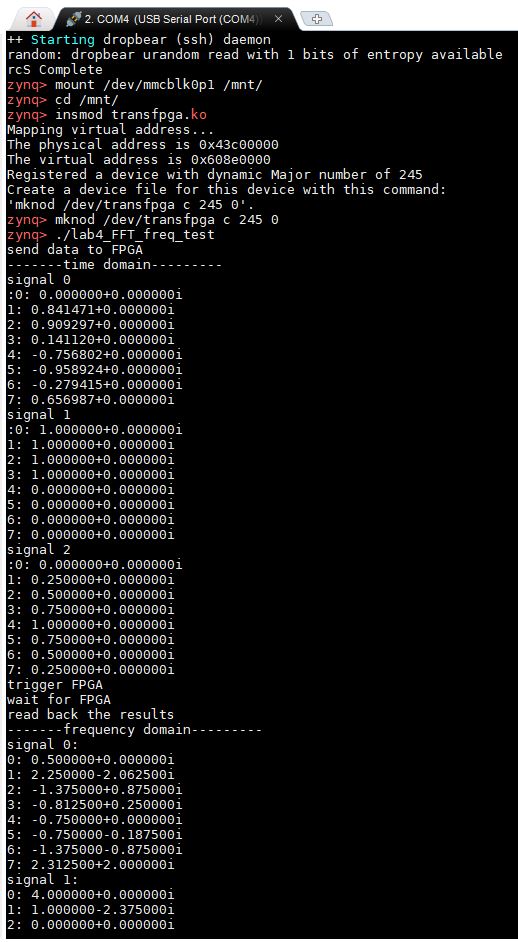 2. COM4 (USB Serial Port (COM4))
++ Starting dropbear (ssh) daemon
random: dropbear urandom read with 1 bits of entropy available
rcS Complete
zynq> mount /dev/mmcblk0p1 /mnt/
zynq> cd /mnt/
zynq> insmod transfpga.ko
Mapping virtual address...
The physical address is 0x43c00000
The virtual address is 0x608e0000
Registered a device with dynamic Major number of 245
Create a device file for this device with this command:
'mknod /dev/transfpga c 245 0'.
zynq> mknod /dev/transfpga c 245 0
zynq> ./lab4_FFT_freq_test
send data to FPGA
-------time domain---------
signal 0
:0: 0.000000+0.000000i
1: 0.841471+0.000000i
2: 0.909297+0.000000i
3: 0.141120+0.000000i
4: -0.756802+0.000000i
5: -0.958924+0.000000i
6: -0.279415+0.000000i
7: 0.656987+0.000000i
signal 1
:0: 1.000000+0.000000i
1: 1.000000+0.000000i
2: 1.000000+0.000000i
3: 1.000000+0.000000i
4: 0.000000+0.000000i
5: 0.000000+0.000000i
6: 0.000000+0.000000i
7: 0.000000+0.000000i
signal 2
:0: 0.000000+0.000000i
1: 0.250000+0.000000i
2: 0.500000+0.000000i
3: 0.750000+0.000000i
4: 1.000000+0.000000i
5: 0.750000+0.000000i
6: 0.500000+0.000000i
7: 0.250000+0.000000i
trigger FPGA
wait for FPGA
read back the results
-------frequency domain---------
signal 0:
0: 0.500000+0.000000i
1: 2.250000-2.062500i
2: -1.375000+0.875000i
3: -0.812500+0.250000i
4: -0.750000+0.000000i
5: -0.750000-0.187500i
6: -1.375000-0.875000i
7: 2.312500+2.000000i
signal 1:
0: 4.000000+0.000000i
1: 1.000000-2.375000i
2: 0.000000+0.000000i